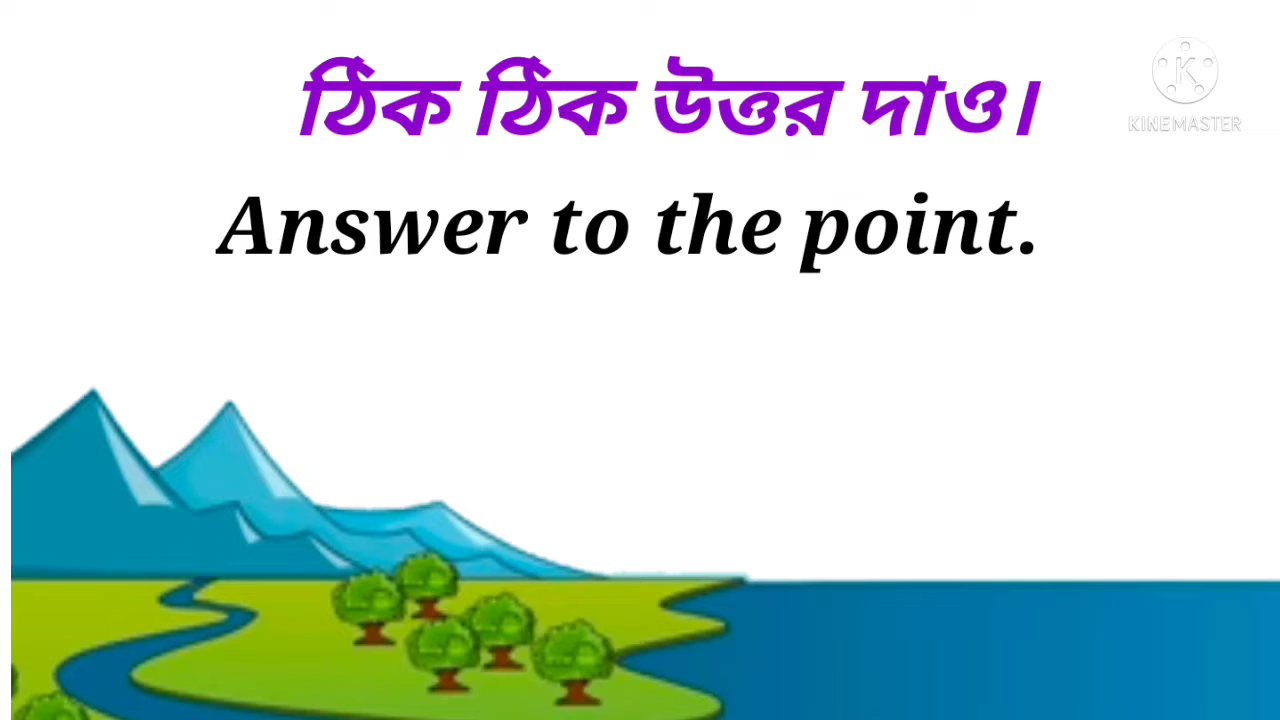 ঠিক ঠিক উত্তর দাও।
Answer to the point.
K
KINEMASTER